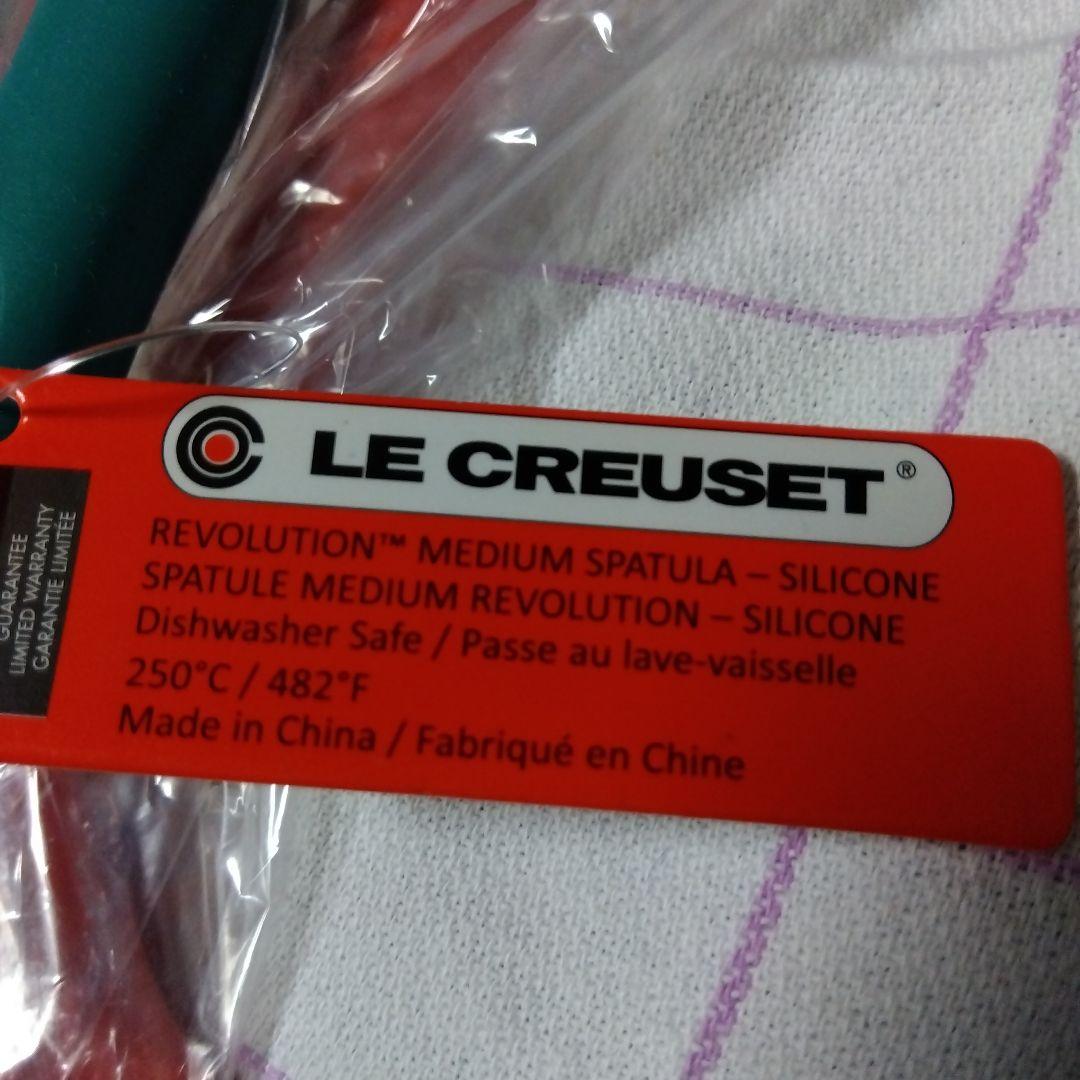 LE CREUSET®
REVOLUTION™ MEDIUM SPATULA – SILICONE
SPATULE MEDIUM REVOLUTION – SILICONE
Dishwasher Safe / Passe au lave-vaisselle
250°C / 482°F
Made in China / Fabriqué en Chine
GUARANTEE
LIMITED WARRANTY
GARANTIE LIMITÉE